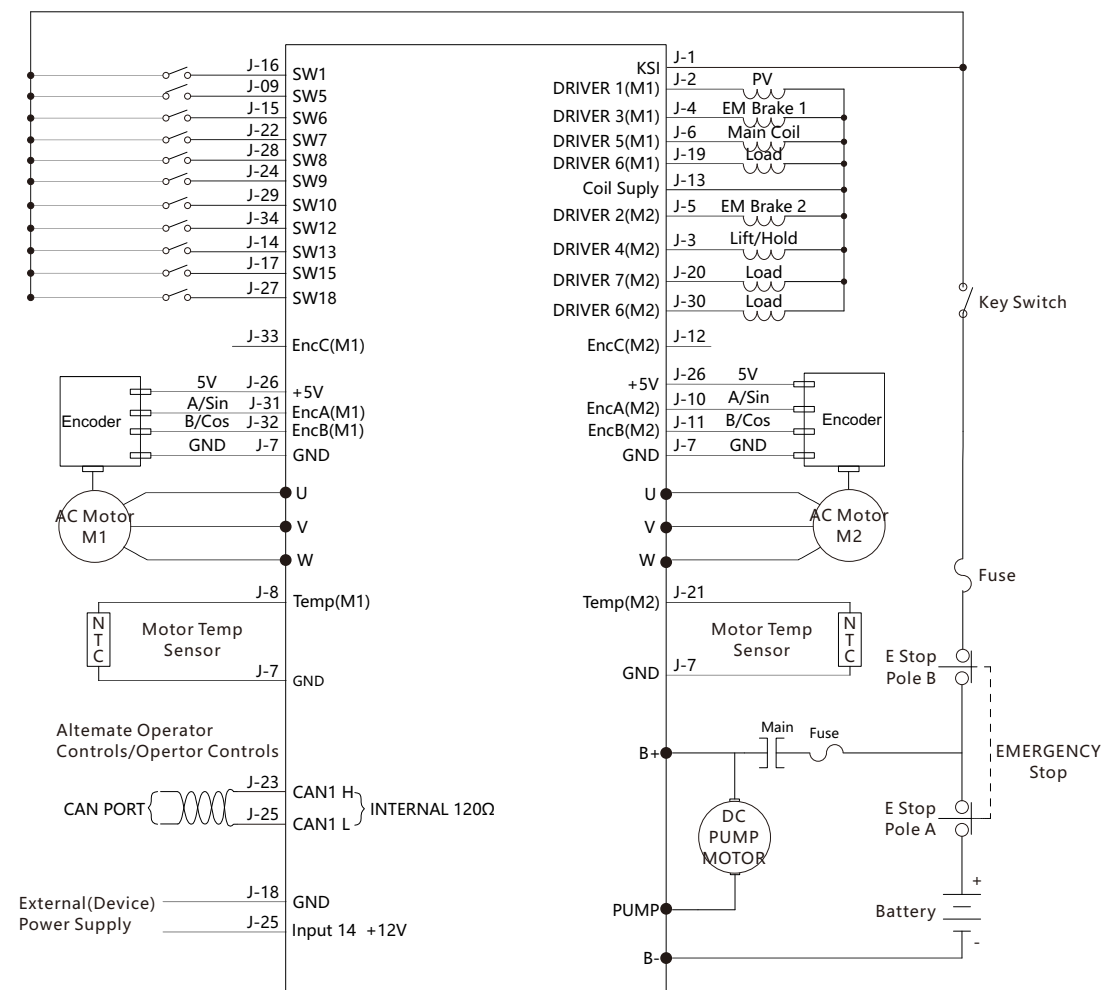 J-16 SW1
J-09 SW5
J-15 SW6
J-22 SW7
J-28 SW8
J-24 SW9
J-29 SW10
J-34 SW12
J-14 SW13
J-17 SW15
J-27 SW18
J-33 EncC(M1)
5V J-26 +5V
A/Sin J-31 EncA(M1)
B/Cos J-32 EncB(M1)
GND J-7 GND
Encoder
AC Motor
M1
U
V
W
J-8 Temp(M1)
N
T
C
Motor Temp
Sensor
J-7 GND
Alternate Operator
Controls/Opertor Controls
CAN PORT
J-23 CAN1 H
J-25 CAN1 L
INTERNAL 120Ω
External(Device)
Power Supply
J-18 GND
J-25 Input 14 +12V
KSI J-1
DRIVER 1(M1) J-2 PV
DRIVER 3(M1) J-4 EM Brake 1
DRIVER 5(M1) J-6 Main Coil
DRIVER 6(M1) J-19 Load
Coil Suply J-13
DRIVER 2(M2) J-5 EM Brake 2
DRIVER 4(M2) J-3 Lift/Hold
DRIVER 7(M2) J-20 Load
DRIVER 6(M2) J-30 Load
EncC(M2) J-12
+5V J-26 5V
EncA(M2) J-10 A/Sin
EncB(M2) J-11 B/Cos
GND J-7 GND
Encoder
U
V
W
AC Motor
M2
Temp(M2) J-21
Motor Temp
Sensor
N
T
C
GND J-7
B+
Main
Fuse
DC
PUMP
MOTOR
PUMP
B-
Key Switch
Fuse
E Stop
Pole B
EMERGENCY
Stop
E Stop
Pole A
+
Battery
-